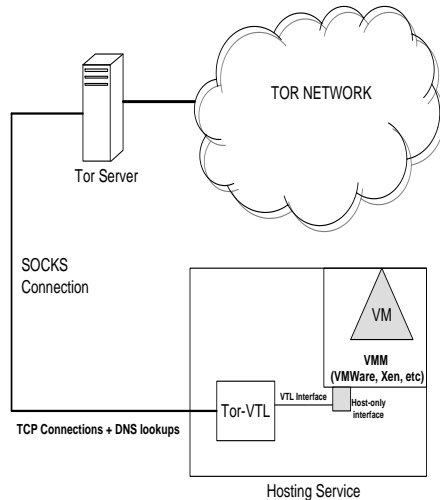 TOR NETWORK
Tor Server
SOCKS
Connection
VM
VMM
(VMWare, Xen, etc)
Tor-VTL
VTL Interface
Host-only
interface
TCP Connections + DNS lookups
Hosting Service